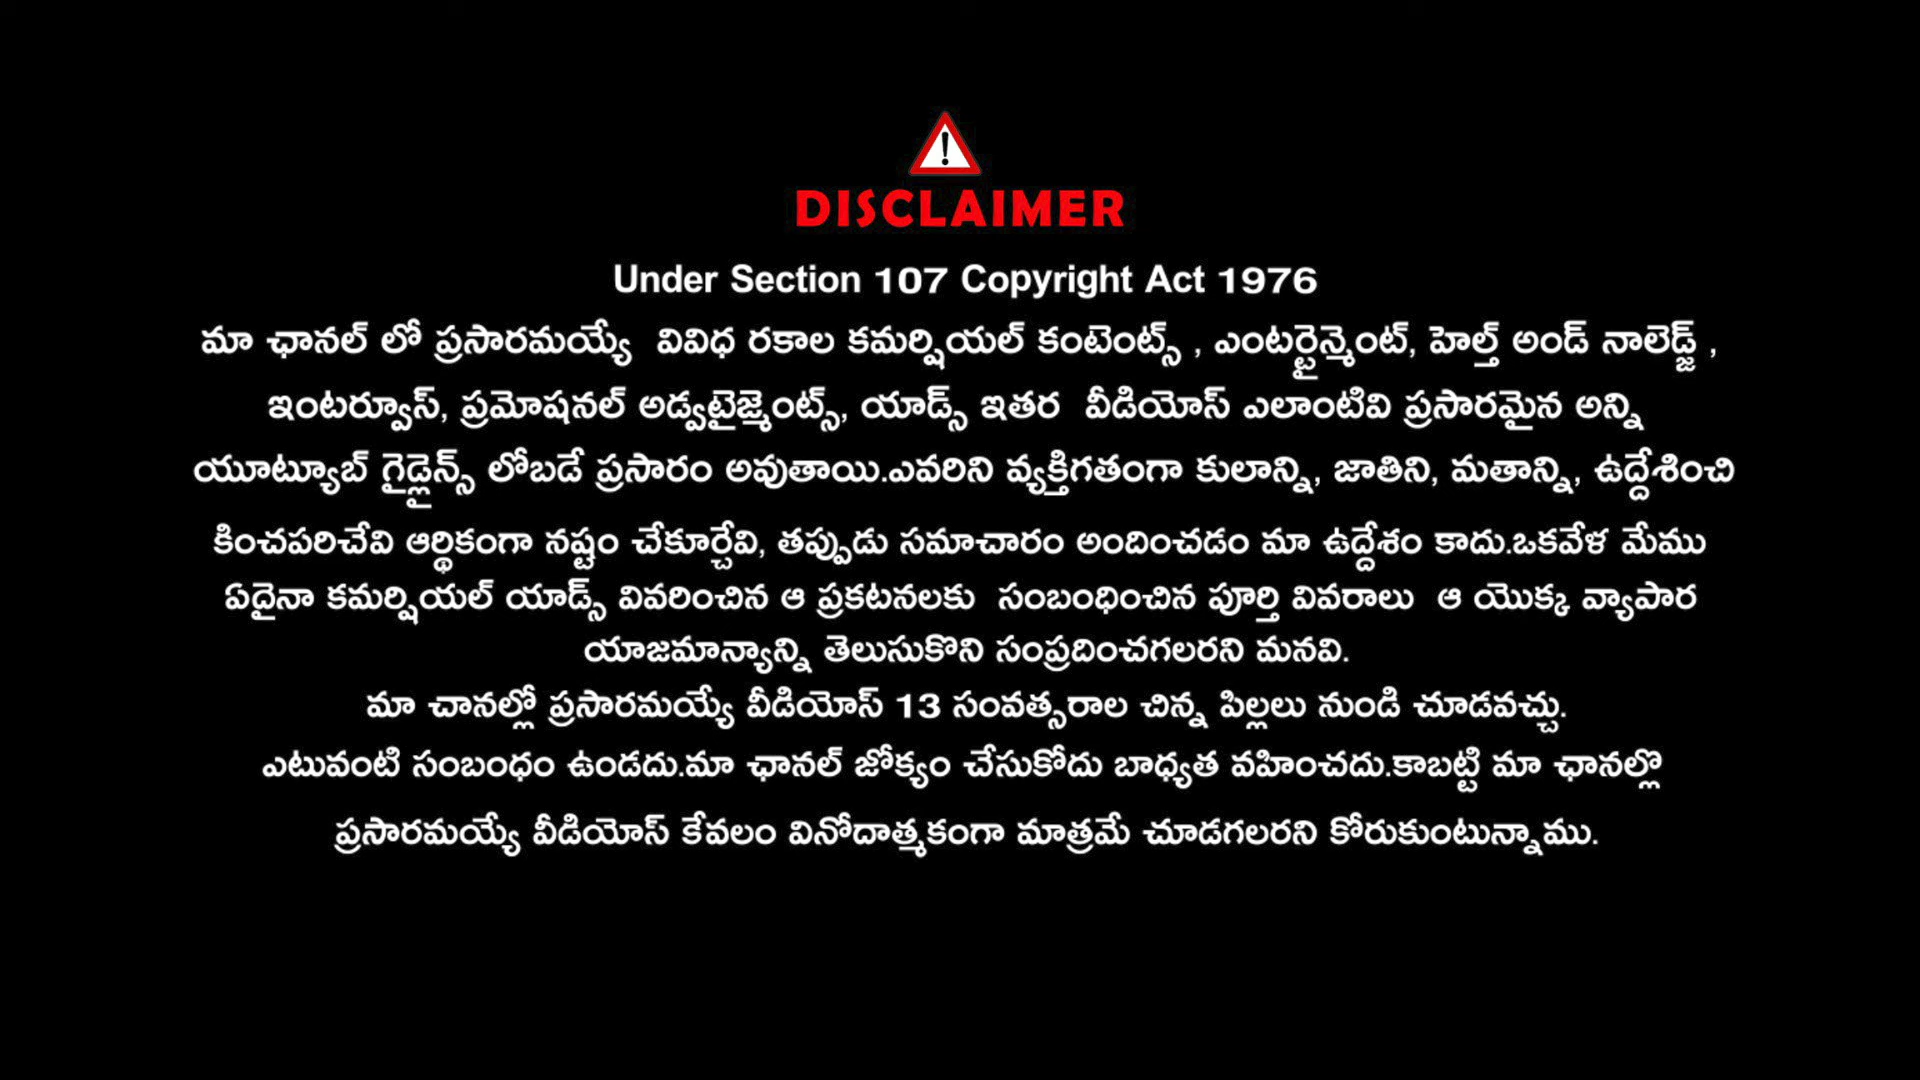 DISCLAIMER
Under Section 107 Copyright Act 1976
మా ఛానల్ లో ప్రసారమయ్యే వివిధ రకాల కమర్షియల్ కంటెంట్స్ , ఎంటర్టైన్మెంట్, హెల్త్ అండ్ నాలెడ్జ్ ,
ఇంటర్వూస్, ప్రమోషనల్ అడ్వటైజ్మెంట్స్, యాడ్స్ ఇతర వీడియోస్ ఎలాంటివి ప్రసారమైన అన్ని
యూట్యూబ్ గైడ్లైన్స్ లోబడే ప్రసారం అవుతాయి.ఎవరిని వ్యక్తిగతంగా కులాన్ని, జాతిని, మతాన్ని, ఉద్దేశించి
కించపరిచేవి ఆర్థికంగా నష్టం చేకూర్చేవి, తప్పుడు సమాచారం అందించడం మా ఉద్దేశం కాదు.ఒకవేళ మేము
ఏదైనా కమర్షియల్ యాడ్స్ వివరించిన ఆ ప్రకటనలకు సంబంధించిన పూర్తి వివరాలు ఆ యొక్క వ్యాపార
యాజమాన్యాన్ని తెలుసుకొని సంప్రదించగలరని మనవి.
మా చానల్లో ప్రసారమయ్యే వీడియోస్ 13 సంవత్సరాల చిన్న పిల్లలు నుండి చూడవచ్చు.
ఎటువంటి సంబంధం ఉండదు.మా ఛానల్ జోక్యం చేసుకోదు బాధ్యత వహించదు.కాబట్టి మా ఛానల్లొ
ప్రసారమయ్యే వీడియోస్ కేవలం వినోదాత్మకంగా మాత్రమే చూడగలరని కోరుకుంటున్నాము.